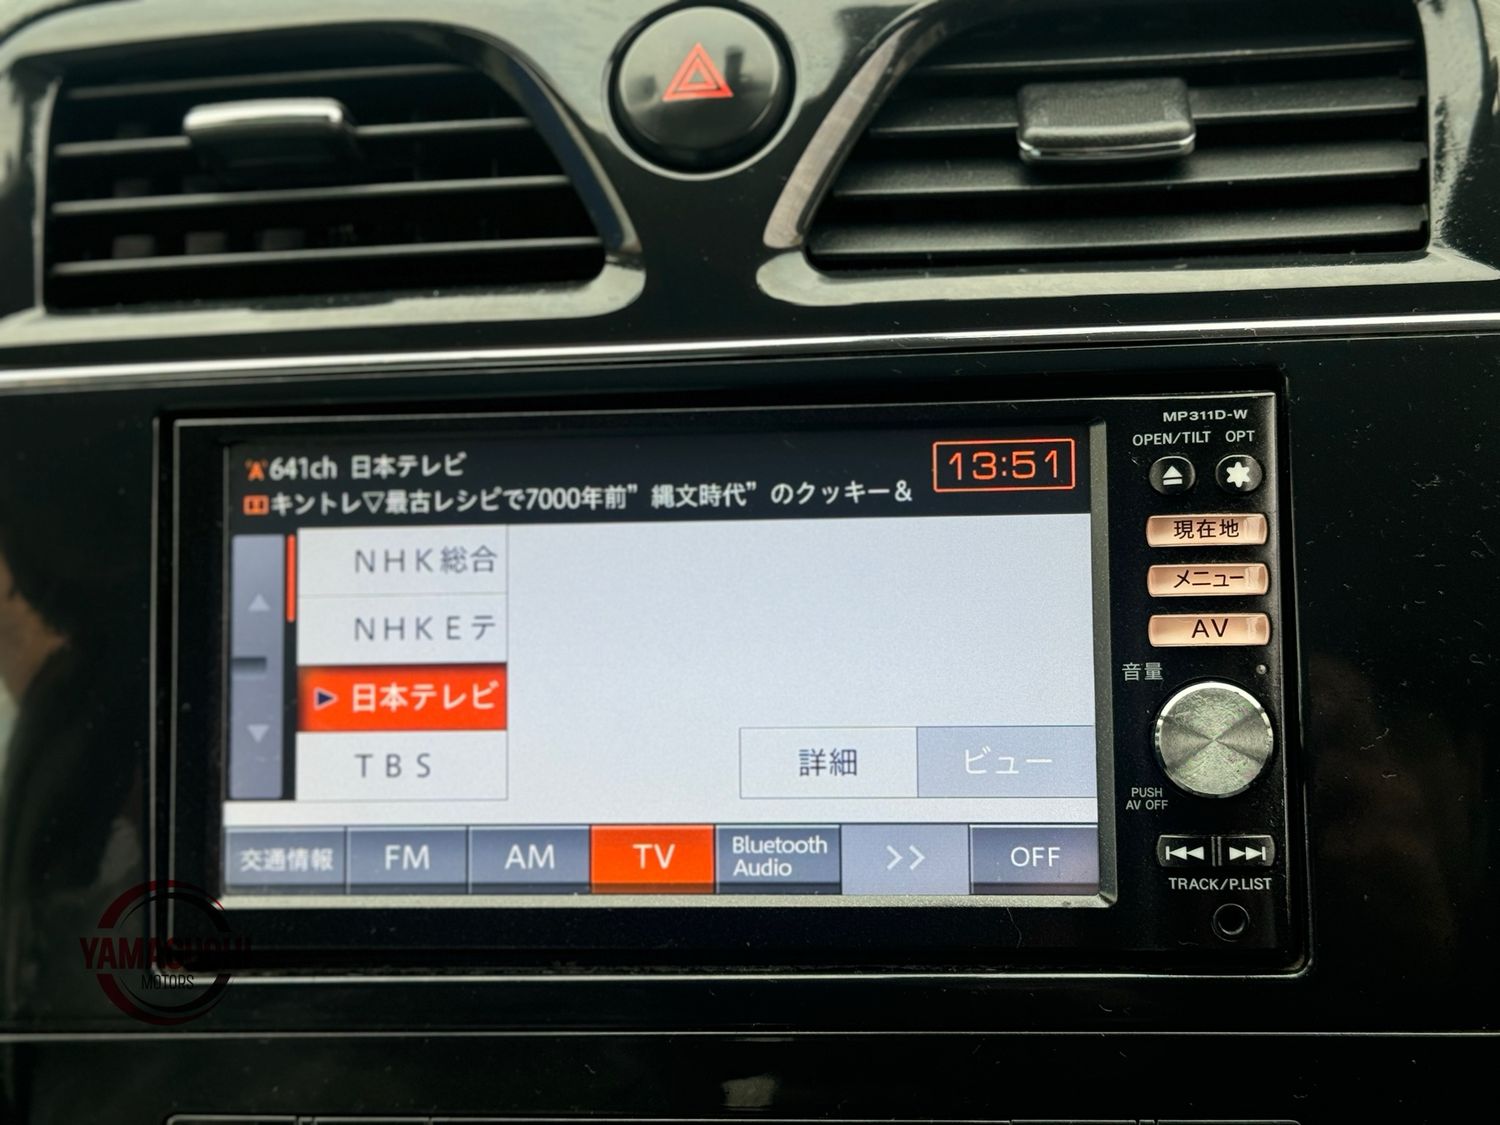 MP311D-W
OPEN/TILT OPT
641ch 日本テレビ
13:51
キントレ▽最古レシピで7000年前”縄文時代”のクッキー&
現在地
メニュー
AV
NHK総合
NHKEテ
日本テレビ
TBS
詳細
ビュー
音量
PUSH
AV OFF
交通情報
FM
AM
TV
Bluetooth
Audio
>>
OFF
TRACK/P.LIST
YAMAGUCHI
MOTORS